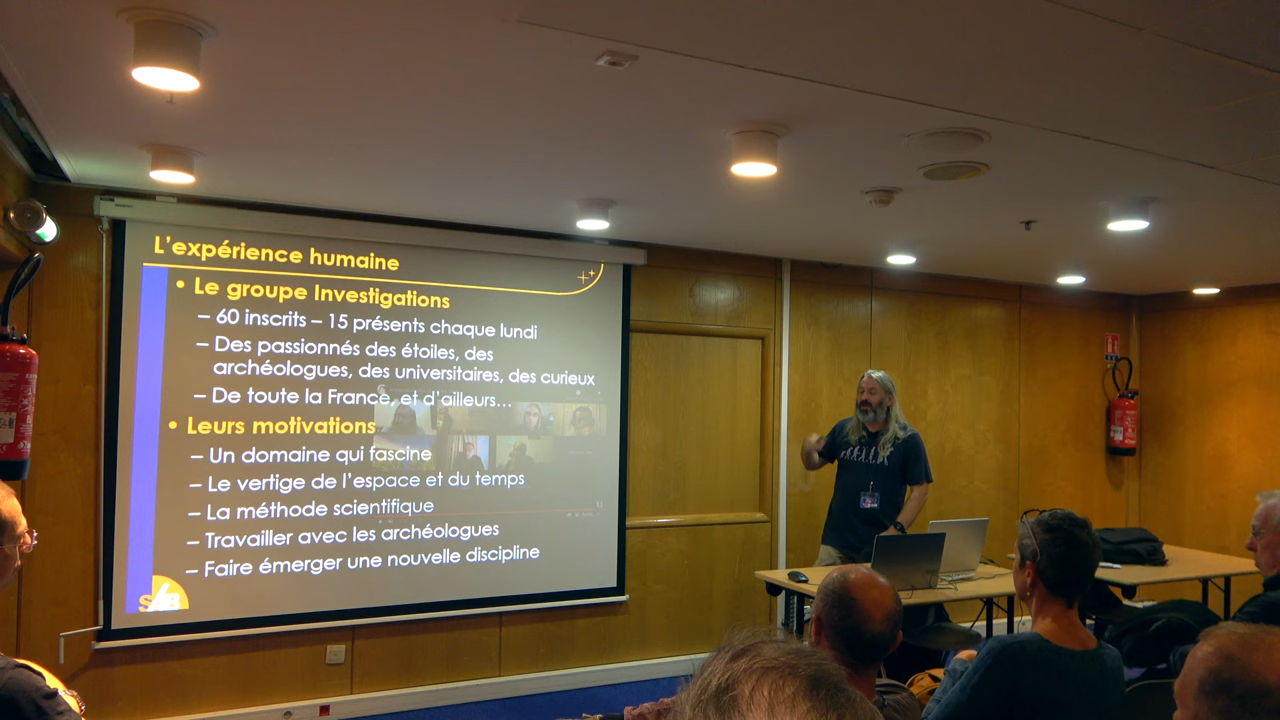 L'expérience humaine
• Le groupe Investigations
– 60 inscrits – 15 présents chaque lundi
– Des passionnés des étoiles, des
archéologues, des universitaires, des curieux
– De toute la France, et d'ailleurs…
• Leurs motivations
– Un domaine qui fascine
– Le vertige de l'espace et du temps
– La méthode scientifique
– Travailler avec les archéologues
– Faire émerger une nouvelle discipline
SAB